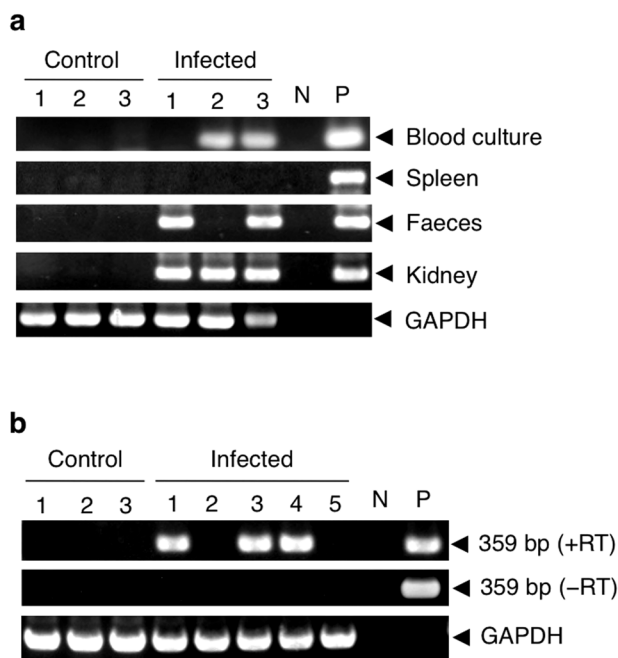 a
Control Infected
1 2 3 1 2 3 N P
Blood culture
Spleen
Faeces
Kidney
GAPDH
b
Control Infected
1 2 3 1 2 3 4 5 N P
359 bp (+RT)
359 bp (−RT)
GAPDH